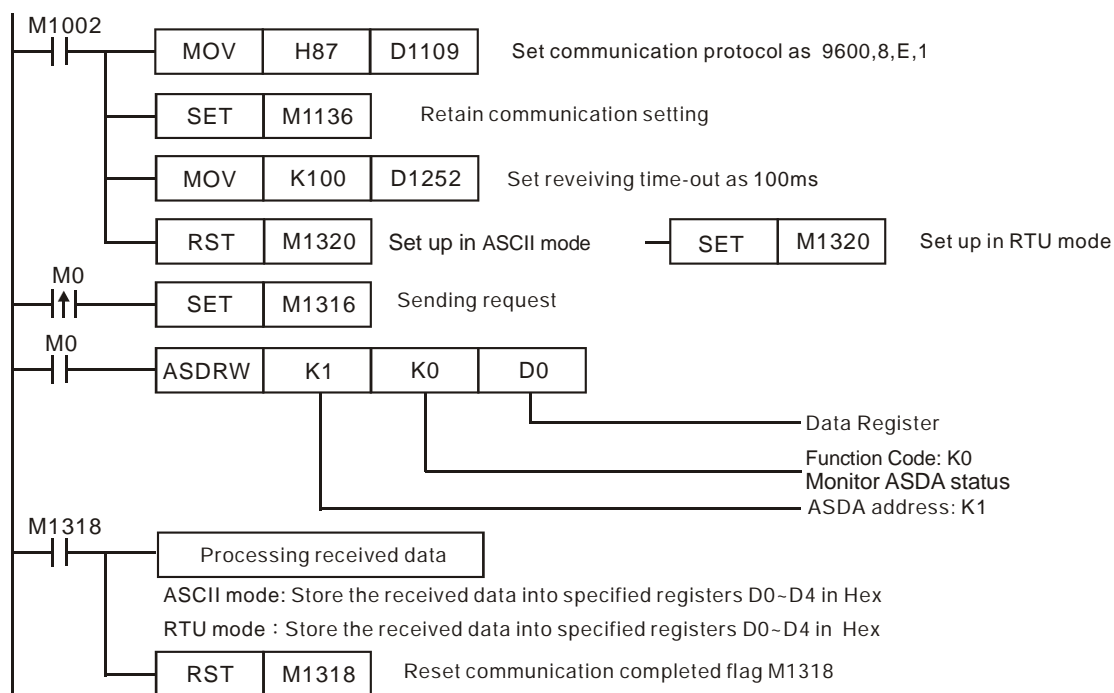 M1002
MOV H87 D1109 Set communication protocol as 9600,8,E,1
SET M1136 Retain communication setting
MOV K100 D1252 Set reveiving time-out as 100ms
RST M1320 Set up in ASCII mode SET M1320 Set up in RTU mode
M0
SET M1316 Sending request
M0
ASDRW K1 K0 D0
Data Register
Function Code: K0
Monitor ASDA status
ASDA address: K1
M1318
Processing received data
ASCII mode: Store the received data into specified registers D0~D4 in Hex
RTU mode：Store the received data into specified registers D0~D4 in Hex
RST M1318 Reset communication completed flag M1318